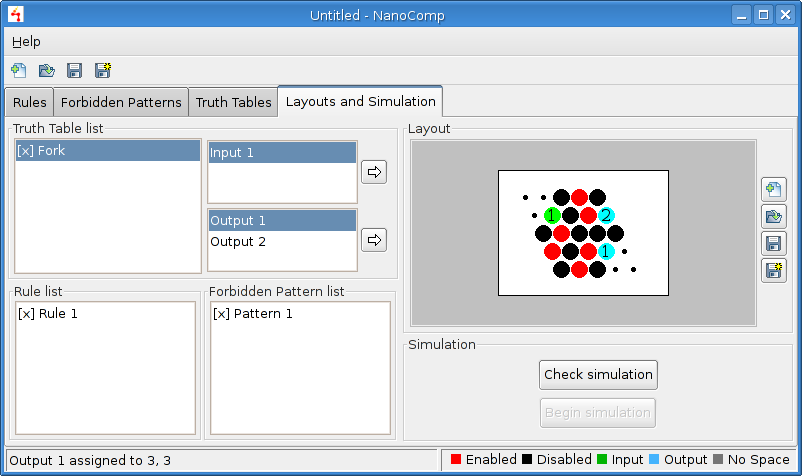 Untitled - NanoComp
Help
Rules
Forbidden Patterns
Truth Tables
Layouts and Simulation
Truth Table list
[x] Fork
Input 1
Output 1
Output 2
Layout
1 2
1
Rule list
[x] Rule 1
Forbidden Pattern list
[x] Pattern 1
Simulation
Check simulation
Begin simulation
Output 1 assigned to 3, 3
Enabled Disabled Input Output No Space